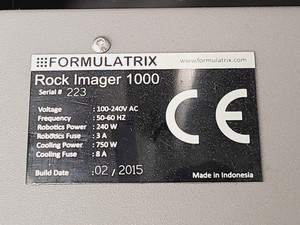 FORMULATRIX www.formulatrix.com
Rock Imager 1000
Serial # 223
Voltage : 100-240V AC
Frequency : 50-60 HZ
Robotics Power : 240 W
Robotics Fuse : 3 A
Cooling Power : 750 W
Cooling Fuse : 8 A
Build Date : 02 / 2015
CE
Made in Indonesia